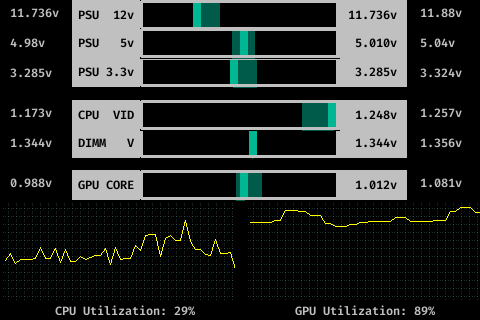 11.736v PSU 12v 11.736v 11.88v
4.98v PSU 5v 5.010v 5.04v
3.285v PSU 3.3v 3.285v 3.324v
1.173v CPU VID 1.248v 1.257v
1.344v DIMM V 1.344v 1.356v
0.988v GPU CORE 1.012v 1.081v
CPU Utilization: 29% GPU Utilization: 89%